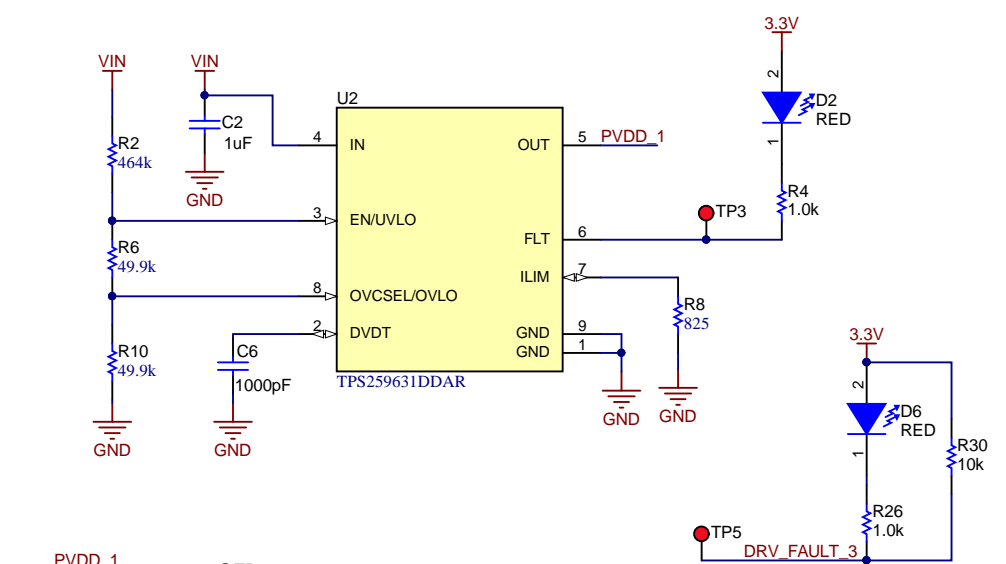 3.3V
VIN
VIN
U2
2
D2
RED
C2
1uF
4
IN
OUT
5
PVDD_1
R2
464k
1
GND
R4
1.0k
3
EN/UVLO
TP3
FLT
6
R6
49.9k
ILIM
7
8
OVCSEL/OVLO
R8
825
2
DVDT
GND
9
GND
1
3.3V
R10
49.9k
C6
1000pF
TPS259631DDAR
2
D6
RED
GND
GND
GND
GND
1
R30
10k
R26
1.0k
TP5
DRV_FAULT_3
PVDD_1